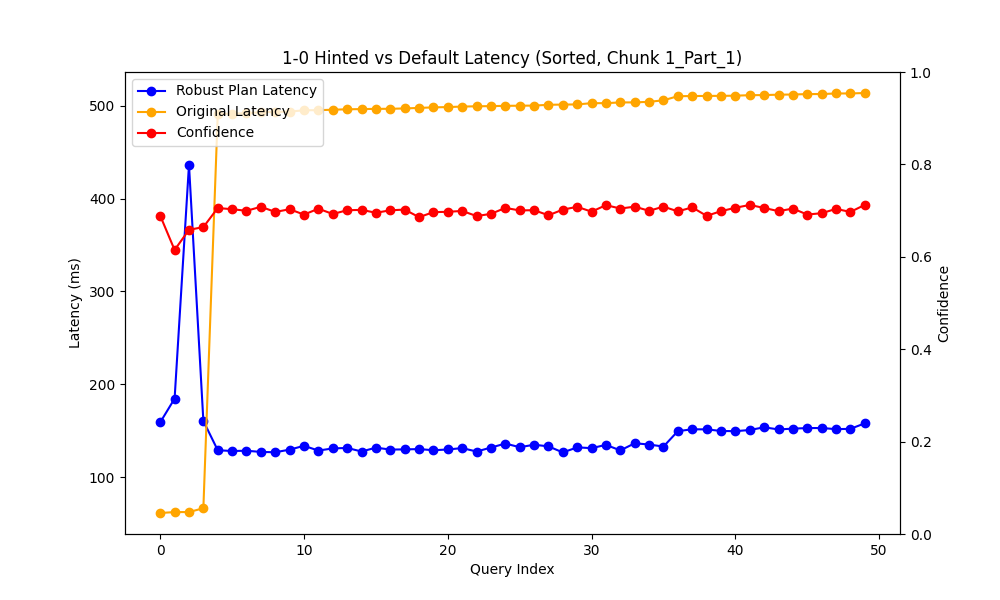 1-0 Hinted vs Default Latency (Sorted, Chunk 1_Part_1)
Robust Plan Latency
Original Latency
Confidence
500
400
300
200
100
Latency (ms)
1.0
0.8
0.6
0.4
0.2
0.0
Confidence
0 10 20 30 40 50
Query Index